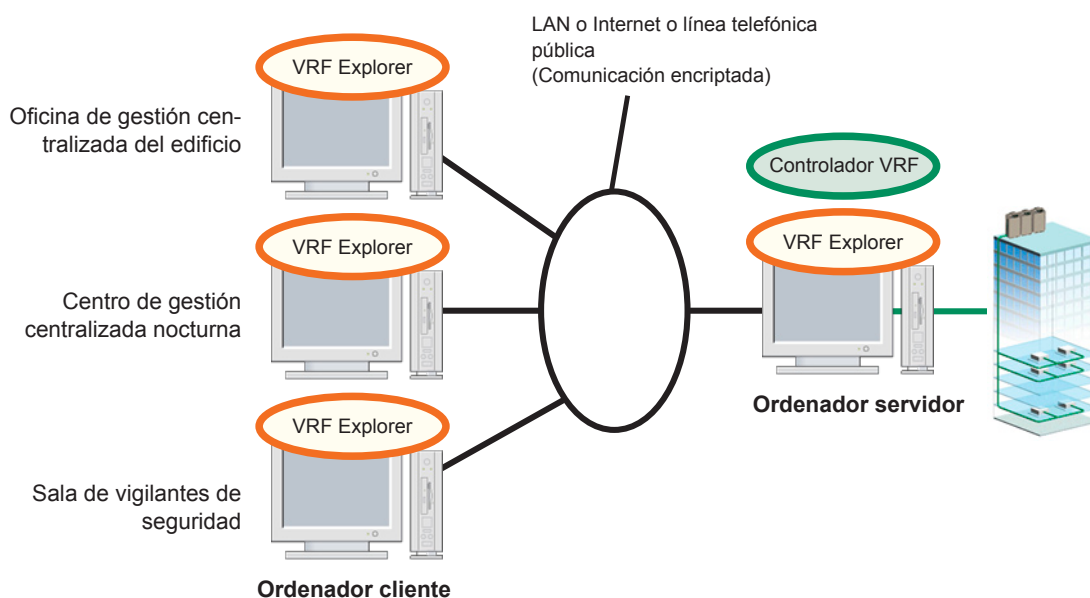 LAN o Internet o línea telefónica
pública
(Comunicación encriptada)
VRF Explorer
Oficina de gestión cen-
tralizada del edificio
Controlador VRF
VRF Explorer
VRF Explorer
Centro de gestión
centralizada nocturna
Ordenador servidor
VRF Explorer
Sala de vigilantes de
seguridad
Ordenador cliente